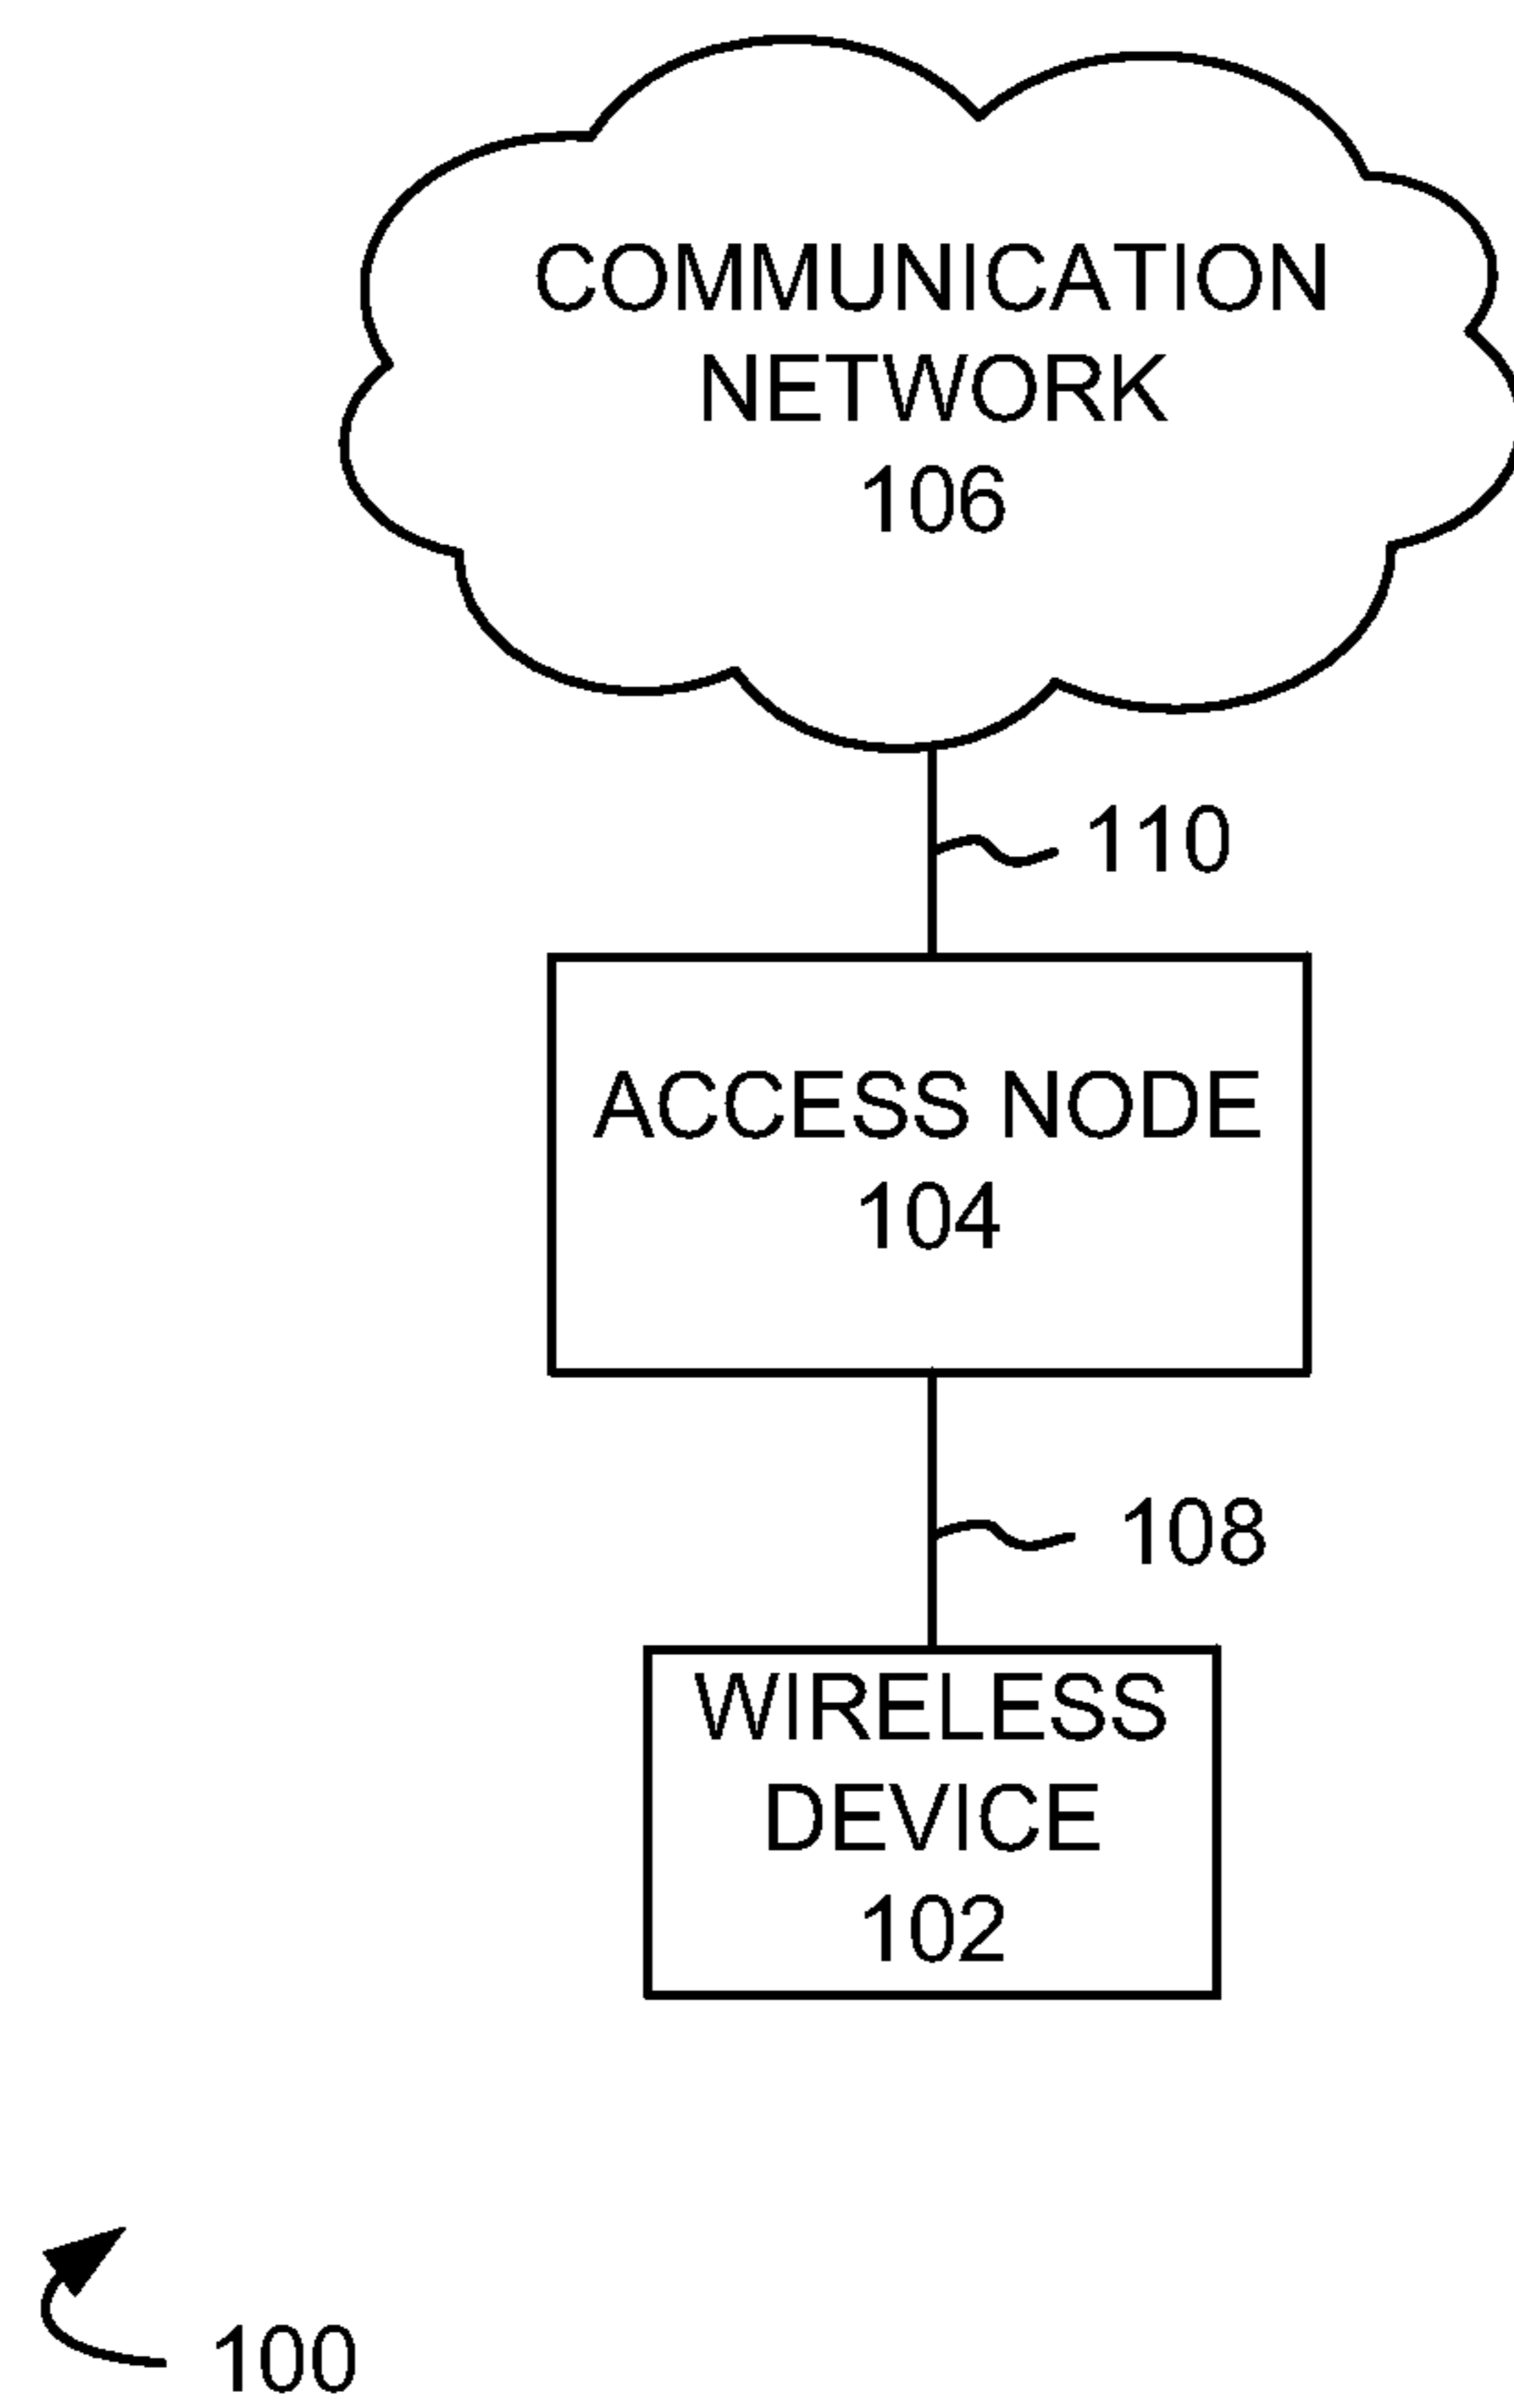 COMMUNICATION
NETWORK
106
110
ACCESS NODE
104
108
WIRELESS
DEVICE
102
100